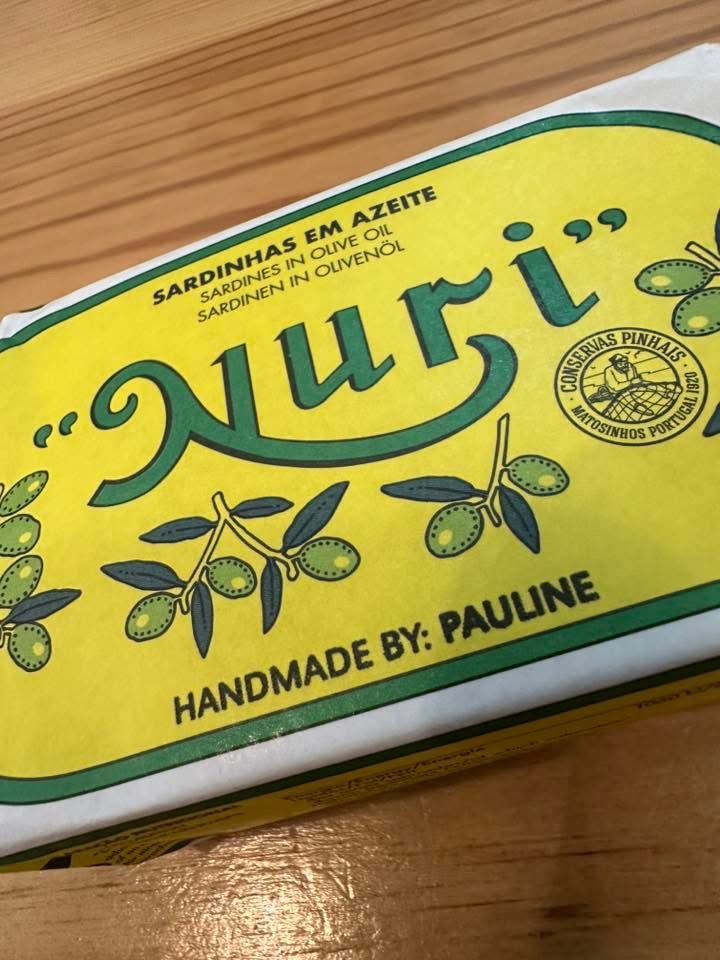 SARDINHAS EM AZEITE
SARDINES IN OLIVE OIL
SARDINEN IN OLIVENÖL
"Nuri"
CONSERVAS PINHAIS
MATOSINHOS PORTUGAL 1920
HANDMADE BY: PAULINE